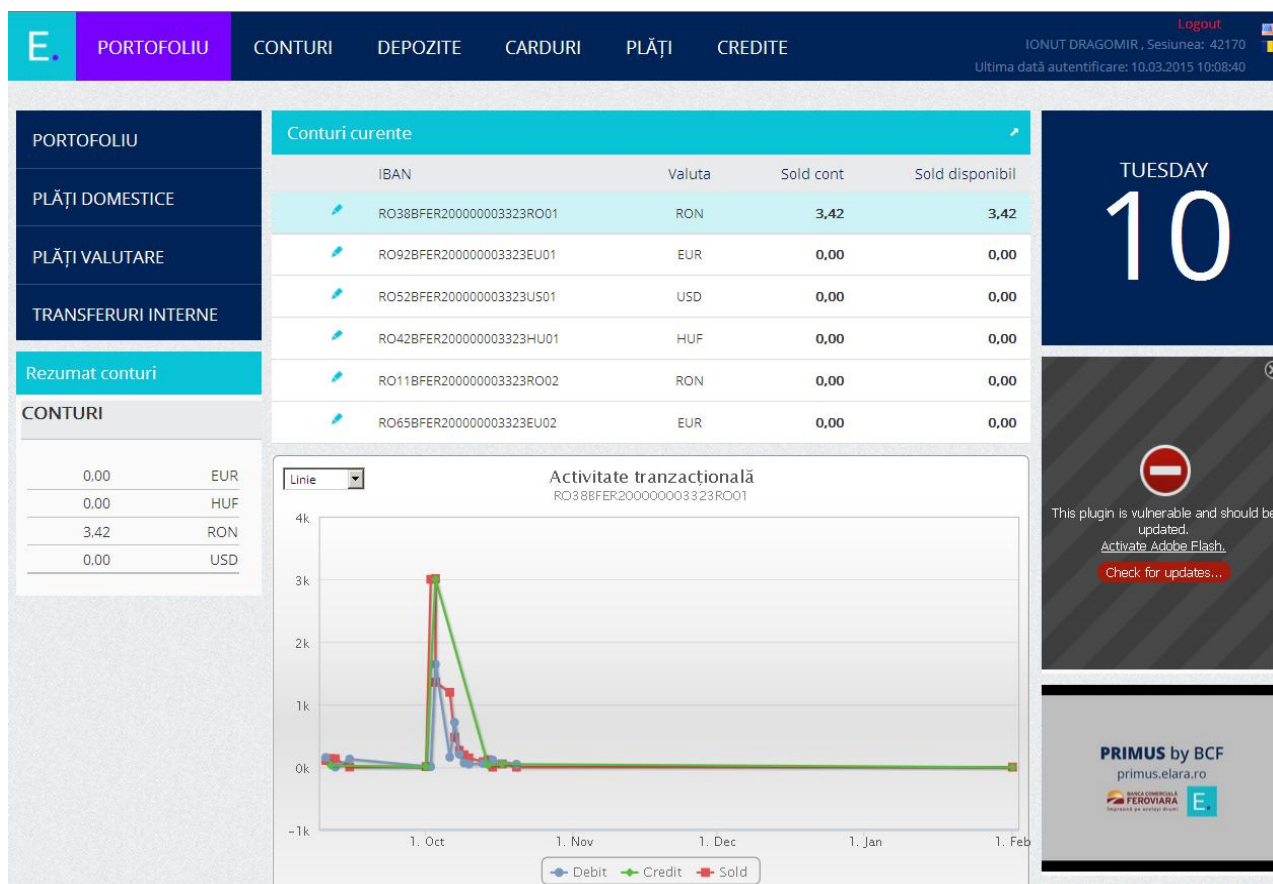 E. PORTOFOLIU CONTURI DEPOZITE CARDURI PLĂȚI CREDITE
Logout
IONUT DRAGOMIR , Sesiunea: 42170
Ultima dată autentificare: 10.03.2015 10:08:40
PORTOFOLIU
PLĂȚI DOMESTICE
PLĂȚI VALUTARE
TRANSFERURI INTERNE
Rezumat conturi
CONTURI
0,00 EUR
0,00 HUF
3,42 RON
0,00 USD
Conturi curente
IBAN Valuta Sold cont Sold disponibil
RO38BFER200000003323RO01 RON 3,42 3,42
RO92BFER200000003323EU01 EUR 0,00 0,00
RO52BFER200000003323US01 USD 0,00 0,00
RO42BFER200000003323HU01 HUF 0,00 0,00
RO11BFER200000003323RO02 RON 0,00 0,00
RO65BFER200000003323EU02 EUR 0,00 0,00
Linie
Activitate tranzacțională
RO38BFER200000003323RO01
4k
3k
2k
1k
0k
-1k
1. Oct 1. Nov 1. Dec 1. Jan 1. Feb
Debit Credit Sold
TUESDAY
10
This plugin is vulnerable and should be
updated.
Activate Adobe Flash.
Check for updates...
PRIMUS by BCF
primus.elara.ro
BANCA COMERCIALĂ
FEROVIARA
Împreună pe același drum!
E.